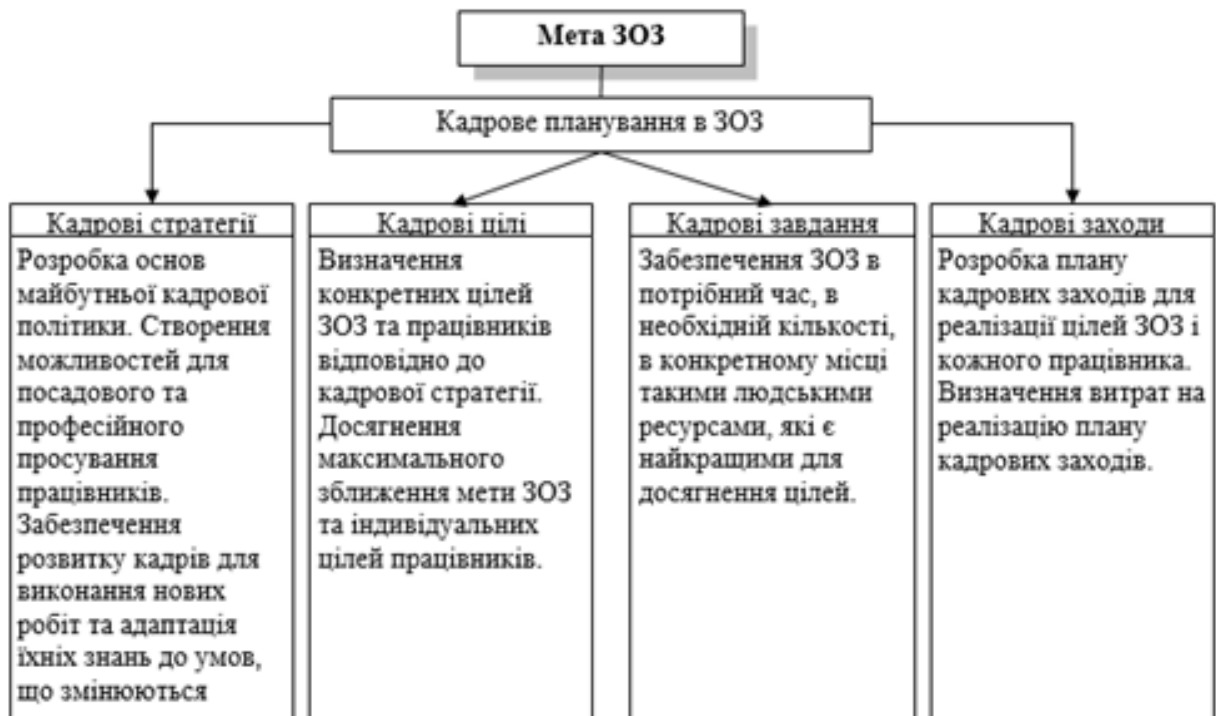 Мета ЗОЗ
Кадрове планування в ЗОЗ
Кадрові стратегії
Розробка основ
майбутньої кадрової
політики. Створення
можливостей для
посадового та
професійного
просування
працівників.
Забезпечення
розвитку кадрів для
виконання нових
робіт та адаптація
їхніх знань до умов,
що змінюються
Кадрові цілі
Визначення
конкретних цілей
ЗОЗ та працівників
відповідно до
кадрової стратегії.
Досягнення
максимального
зближення мети ЗОЗ
та індивідуальних
цілей працівників.
Кадрові завдання
Забезпечення ЗОЗ в
потрібний час, в
необхідній кількості,
в конкретному місці
такими людськими
ресурсами, які є
найкращими для
досягнення цілей.
Кадрові заходи
Розробка плану
кадрових заходів для
реалізації цілей ЗОЗ і
кожного працівника.
Визначення витрат на
реалізацію плану
кадрових заходів.